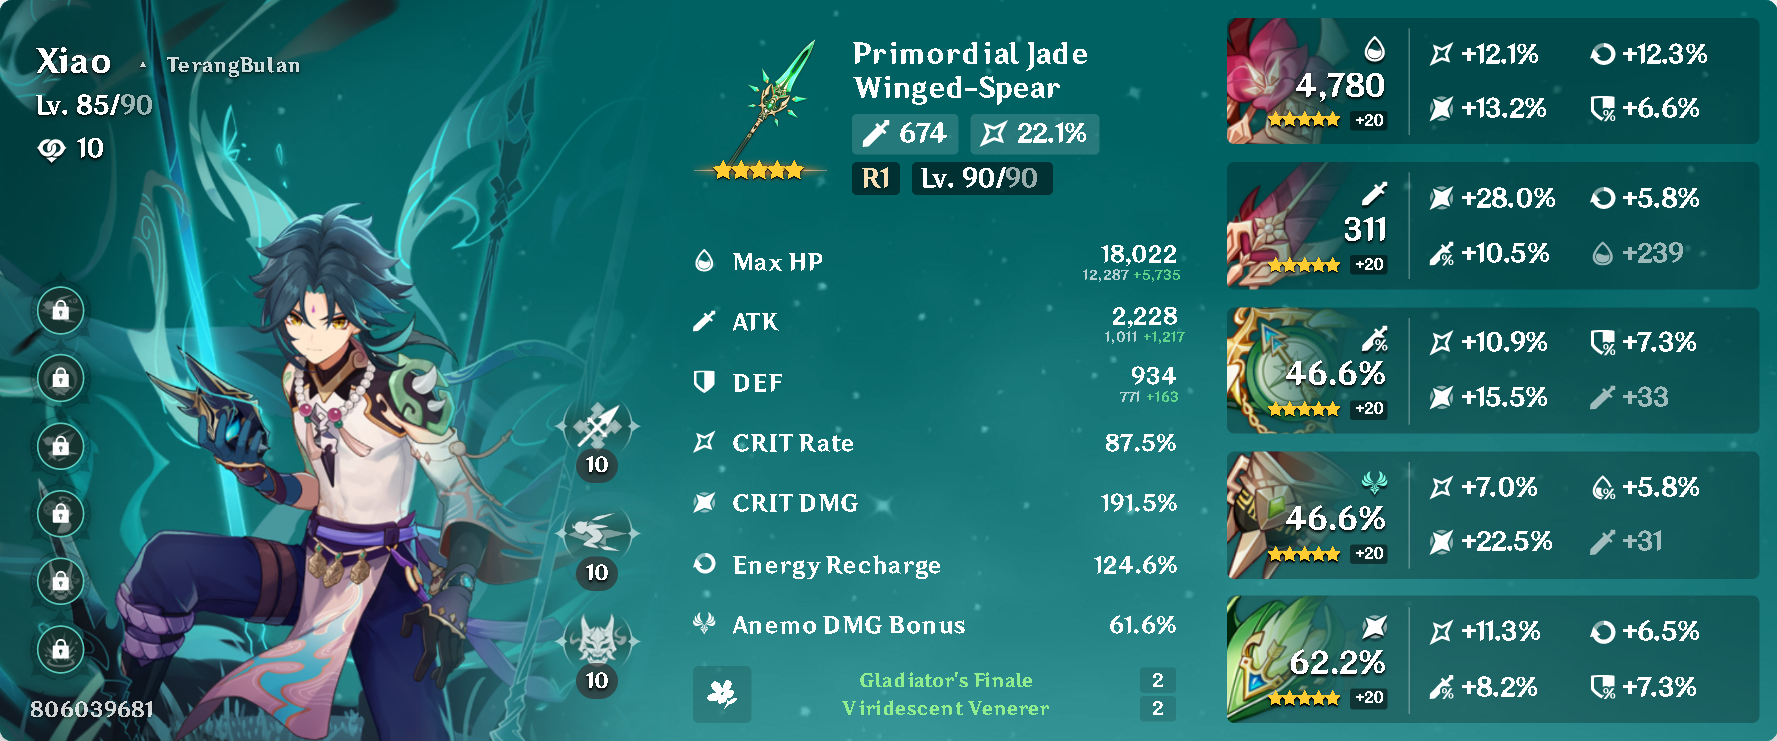 Xiao · TerangBulan
Lv. 85/90
10
10
10
10
806039681
Primordial Jade
Winged-Spear
674 22.1%
R1 Lv. 90/90
Max HP 18,022
12,287 +5,735
ATK 2,228
1,011 +1,217
DEF 934
771 +163
CRIT Rate 87.5%
CRIT DMG 191.5%
Energy Recharge 124.6%
Anemo DMG Bonus 61.6%
Gladiator's Finale 2
Viridescent Venerer 2
4,780
+20
+12.1% +12.3%
+13.2% +6.6%
311
+20
+28.0% +5.8%
+10.5% +239
46.6%
+20
+10.9% +7.3%
+15.5% +33
46.6%
+20
+7.0% +5.8%
+22.5% +31
62.2%
+20
+11.3% +6.5%
+8.2% +7.3%